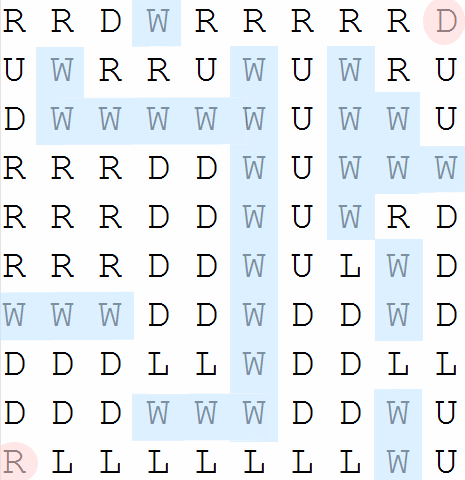 R R D W R R R R R D
U W R R U W U W R U
D W W W W W U W W U
R R R D D W U W W W
R R R D D W U W R D
R R R D D W U L W D
W W W D D W D D W D
D D D L L W D D L L
D D D W W W D D W U
R L L L L L L L W U